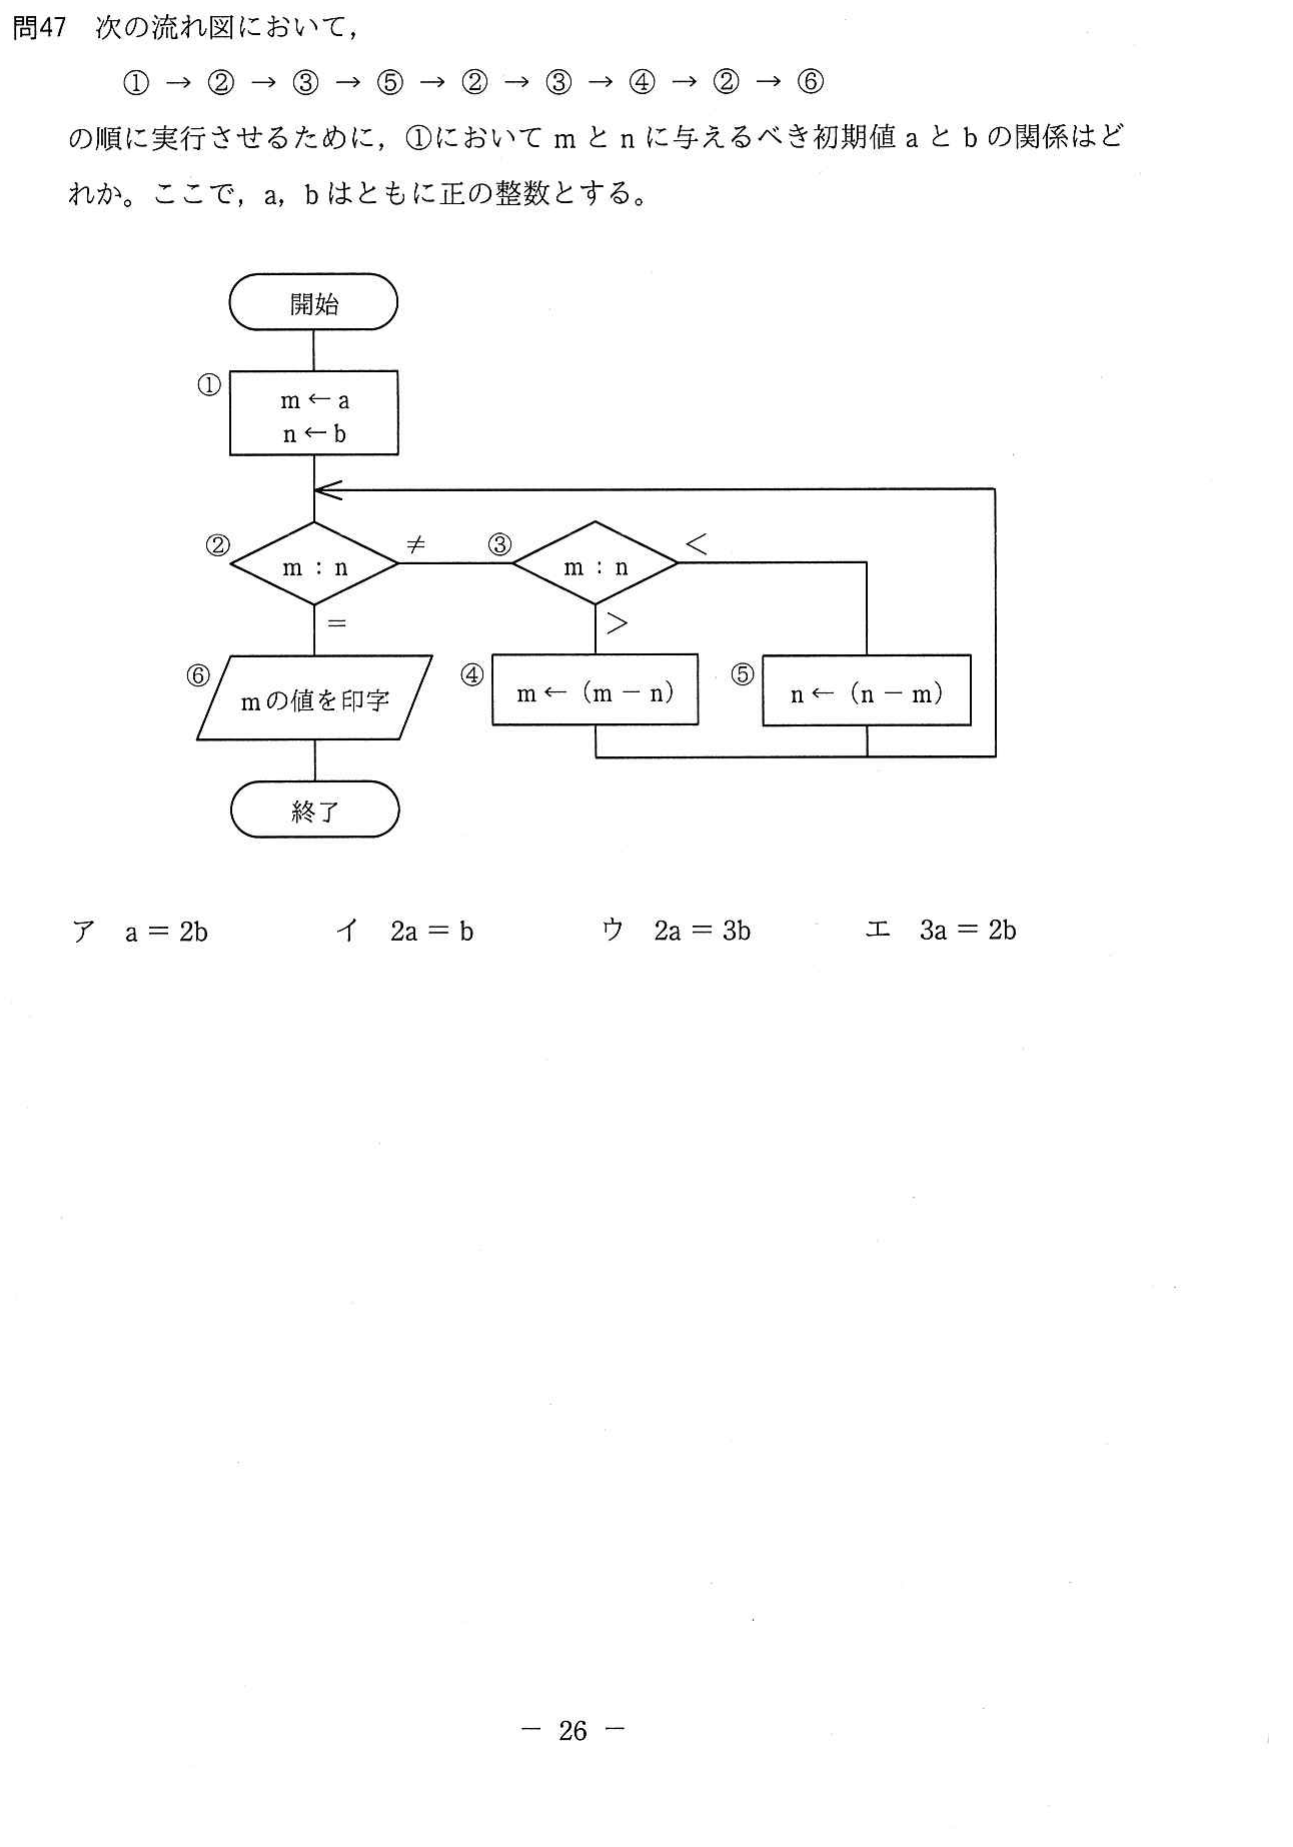 問47 次の流れ図において，
① → ② → ③ → ⑤ → ② → ③ → ④ → ② → ⑥
の順に実行させるために，①において m と n に与えるべき初期値 a と b の関係はど
れか。ここで，a，b はともに正の整数とする。
開始
①
m ← a
n ← b
②
m : n
≠
③
m : n
<
=
>
⑥
m の値を印字
④
m ← (m － n)
⑤
n ← (n － m)
終了
ア a = 2b イ 2a = b ウ 2a = 3b エ 3a = 2b
－ 26 －